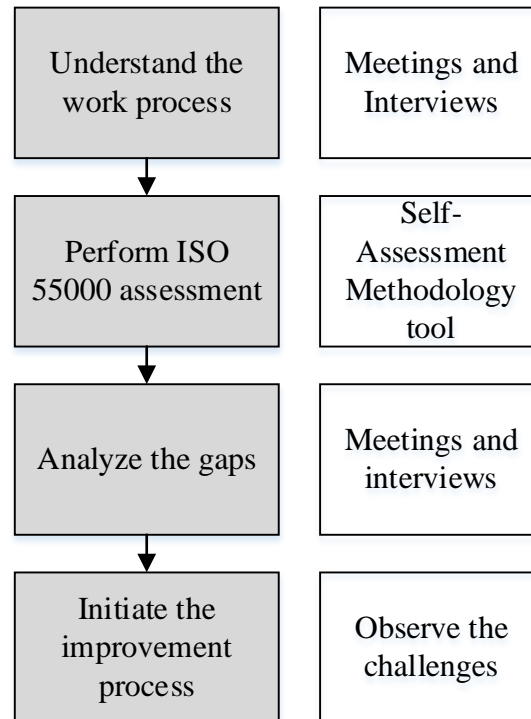 Understand the
work process
Meetings and
Interviews
Perform ISO
55000 assessment
Self-
Assessment
Methodology
tool
Analyze the gaps
Meetings and
interviews
Initiate the
improvement
process
Observe the
challenges